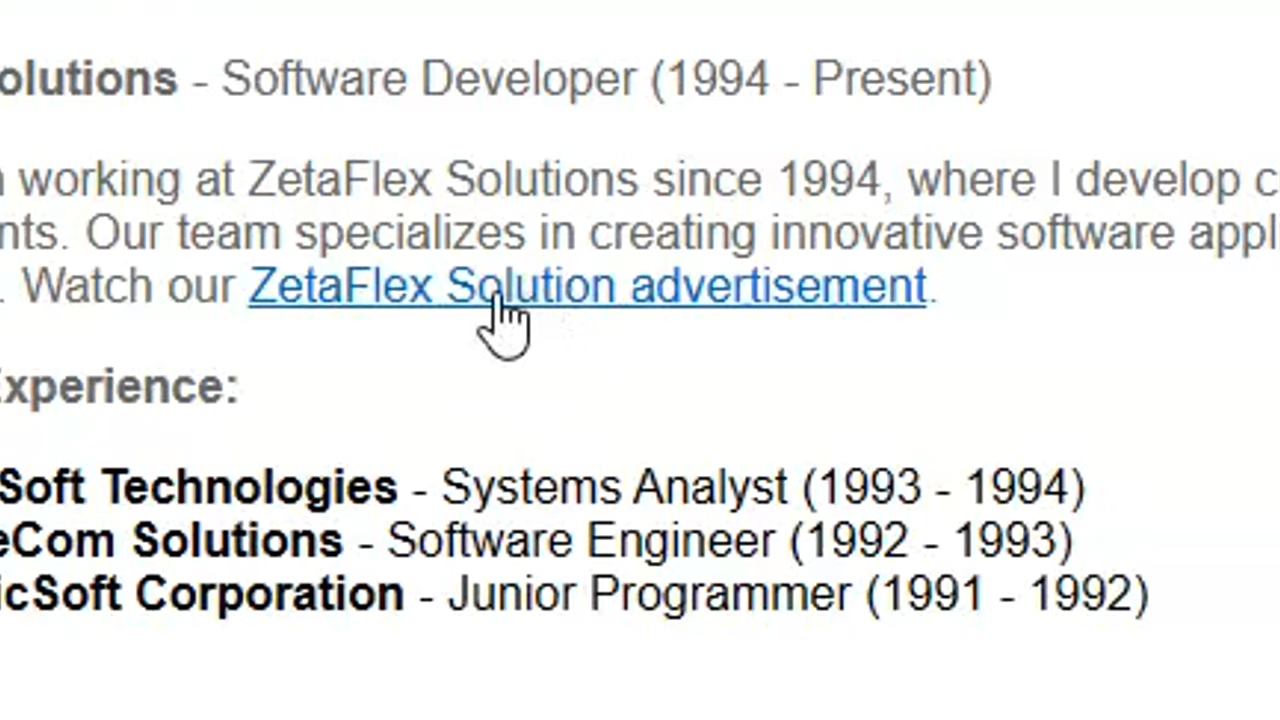 olutions - Software Developer (1994 - Present)
working at ZetaFlex Solutions since 1994, where I develop c
nts. Our team specializes in creating innovative software appl
. Watch our ZetaFlex Solution advertisement.
Experience:
Soft Technologies - Systems Analyst (1993 - 1994)
eCom Solutions - Software Engineer (1992 - 1993)
icSoft Corporation - Junior Programmer (1991 - 1992)